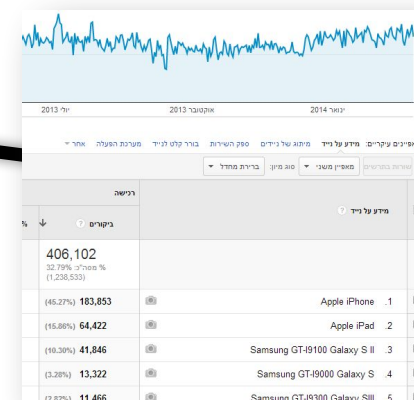 יולי 2013 אוקטובר 2013 ינואר 2014
מאפיינים עיקריים: מידע על נייד מיתוג של ניידים ספק השירות בורר קלט לנייד מערכת הפעלה אחר
שורות בתרשים מאפיין משני סוג מיון: ברירת מחדל
רכישה
מידע על נייד ?
ביקורים ?
%
406,102
% מסה"כ: 32.79%
(1,238,533)
1. Apple iPhone 183,853 (45.27%)
2. Apple iPad 64,422 (15.86%)
3. Samsung GT-I9100 Galaxy S II 41,846 (10.30%)
4. Samsung GT-I9000 Galaxy S 13,322 (3.28%)
5. Samsung GT-I9300 Galaxy SIII 11,466 (2.82%)